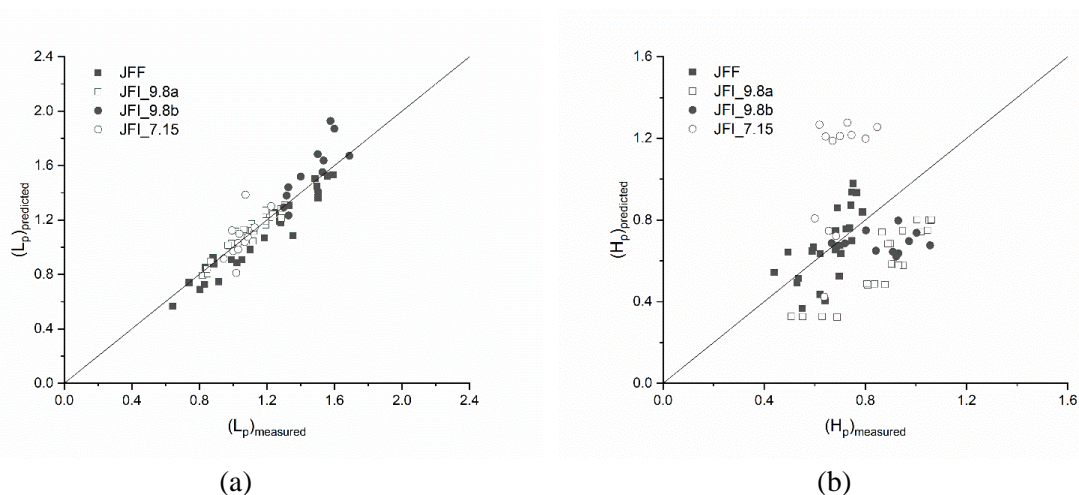 2.4
2.0
1.6
1.2
0.8
0.4
0.0
(Lp)predicted
JFF
JFI_9.8a
JFI_9.8b
JFI_7.15
0.0 0.4 0.8 1.2 1.6 2.0 2.4
(Lp)measured
(a)
1.6
1.2
0.8
0.4
0.0
(Hp)predicted
JFF
JFI_9.8a
JFI_9.8b
JFI_7.15
0.0 0.4 0.8 1.2 1.6
(Hp)measured
(b)